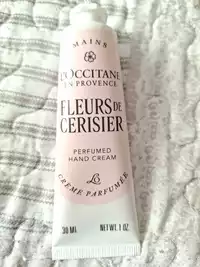 MAINS
L'OCCITANE
EN PROVENCE
FLEURS DE
CERISIER
PERFUMED
HAND CREAM
CRÈME PARFUMÉE
30 ML
NET WT. 1 OZ.